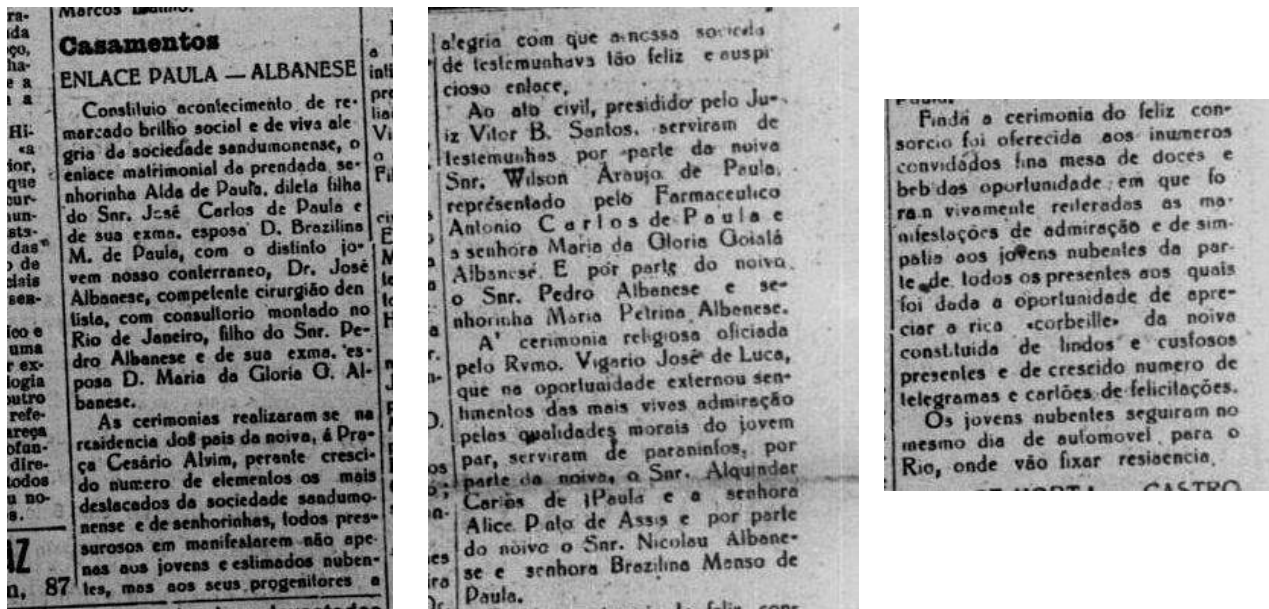 Casamentos
ENLACE PAULA — ALBANESE
Constituio acontecimento de re-
marcado brilho social e de viva ale
gria da sociedade sandumonense, o
enlace matrimonial da prendada se-
nhorinha Alda de Paula, dileta filha
do Snr. José Carlos de Paula e
de sua exma. esposa D. Brazilina
M. de Paula, com o distinto jo-
vem nosso conterraneo, Dr. José
Albanese, competente cirurgião den
tista, com consultorio montado no
Rio de Janeiro, filho do Snr. Pe-
dro Albanese e de sua exma. es-
posa D. Maria da Gloria G. Al-
banese.
As cerimonias realizaram se na
residencia dos pais da noiva, á Pra-
ça Cesário Alvim, perante cresci-
do numero de elementos os mais
destacados da sociedade sandumo-
nense e de senhorinhas, todos pres-
surosos em manifestarem não ape-
nas aos jovens e estimados nuben-
tes, mas aos seus progenitores a
alegria com que a nossa socieda
de testemunhava tão feliz e auspi
cioso enlace.
Ao ato civil, presidido pelo Ju-
iz Vitor B. Santos, serviram de
testemunhas por parte da noiva
Snr. Wilson Araujo de Paula,
representado pelo Farmaceutico
Antonio Carlos de Paula e
a senhora Maria da Gloria Goiatá
Albanese. E por parte do noivo
o Snr. Pedro Albanese e se-
nhorinha Maria Petrina Albanese.
A' cerimonia religiosa oficiada
pelo Rvmo. Vigario José de Luca,
que na oportunidade externou sen-
timentos das mais vivas admiração
pelas qualidades morais do jovem
par, serviram de paraninfos, por
parte da noiva, o Snr. Alquindar
Carlos de Paula e a senhora
Alice Pato de Assis e por parte
do noivo o Snr. Nicolau Albane-
se e senhora Brazilina Manso de
Paula.
Finda a cerimonia do feliz con-
sorcio foi oferecida aos inumeros
convidados fina mesa de doces e
bebidas oportunidade em que fo
ram vivamente reiteradas as ma-
nifestações de admiração e de sim-
patia aos jovens nubentes da par-
te de todos os presentes aos quais
foi dada a oportunidade de apre-
ciar a rica «corbeille» da noiva
constituida de lindos e custosos
presentes e de crescido numero de
telegramas e cartões de felicitações.
Os jovens nubentes seguiram no
mesmo dia de automovel para o
Rio, onde vão fixar residencia.